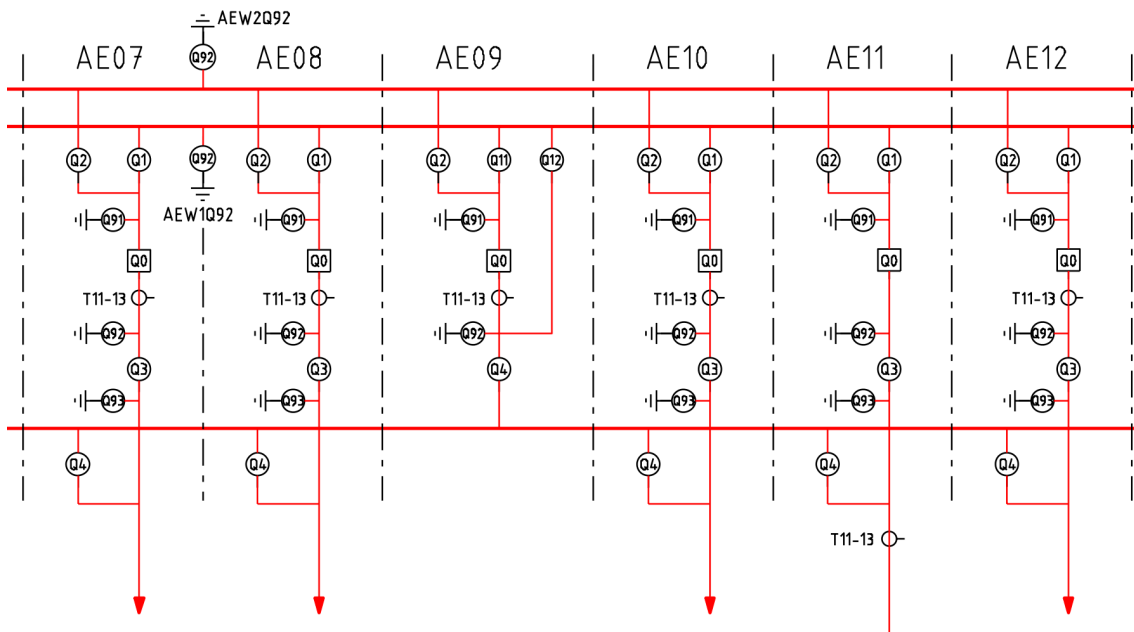 AEW2Q92
AE07 Q92 AE08 AE09 AE10 AE11 AE12
Q2 Q1 Q92 Q2 Q1 Q2 Q11 Q12 Q2 Q1 Q2 Q1 Q2 Q1
AEW1Q92
Q91 Q91 Q91 Q91 Q91 Q91
Q0 Q0 Q0 Q0 Q0 Q0
T11-13 T11-13 T11-13 T11-13 T11-13
Q92 Q92 Q92 Q92 Q92 Q92
Q3 Q3 Q4 Q3 Q3 Q3
Q93 Q93 Q93 Q93 Q93
Q4 Q4 Q4 Q4 Q4
T11-13